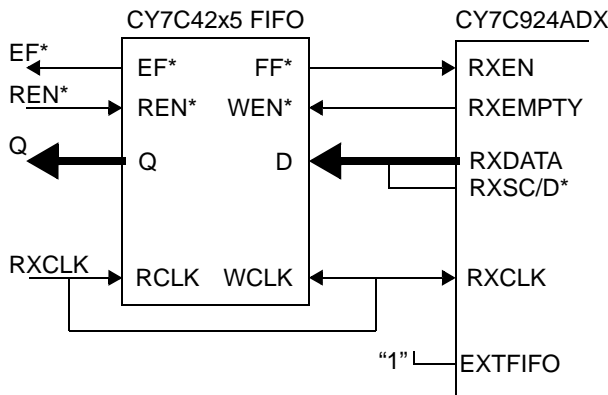 CY7C42x5 FIFO CY7C924ADX
EF* EF* FF* RXEN
REN* REN* WEN* RXEMPTY
Q Q D RXDATA
RXSC/D*
RXCLK RCLK WCLK RXCLK
“1” EXTFIFO